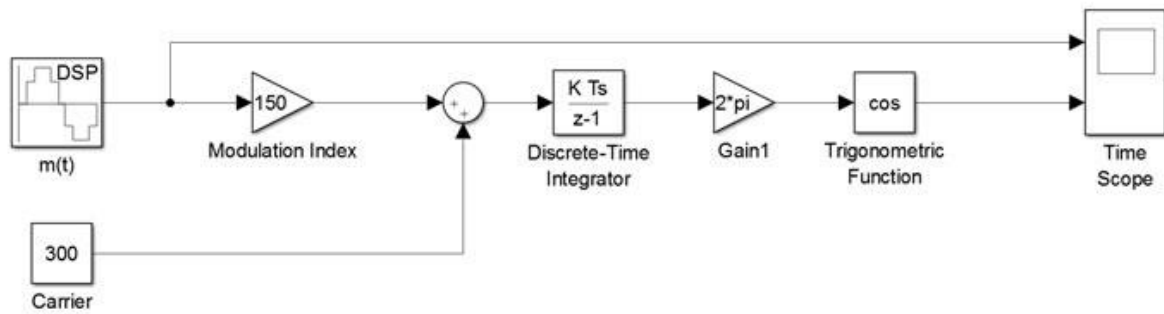 DSP
m(t)
150
Modulation Index
+
+
K Ts
z-1
Discrete-Time
Integrator
2*pi
Gain1
cos
Trigonometric
Function
Time
Scope
300
Carrier